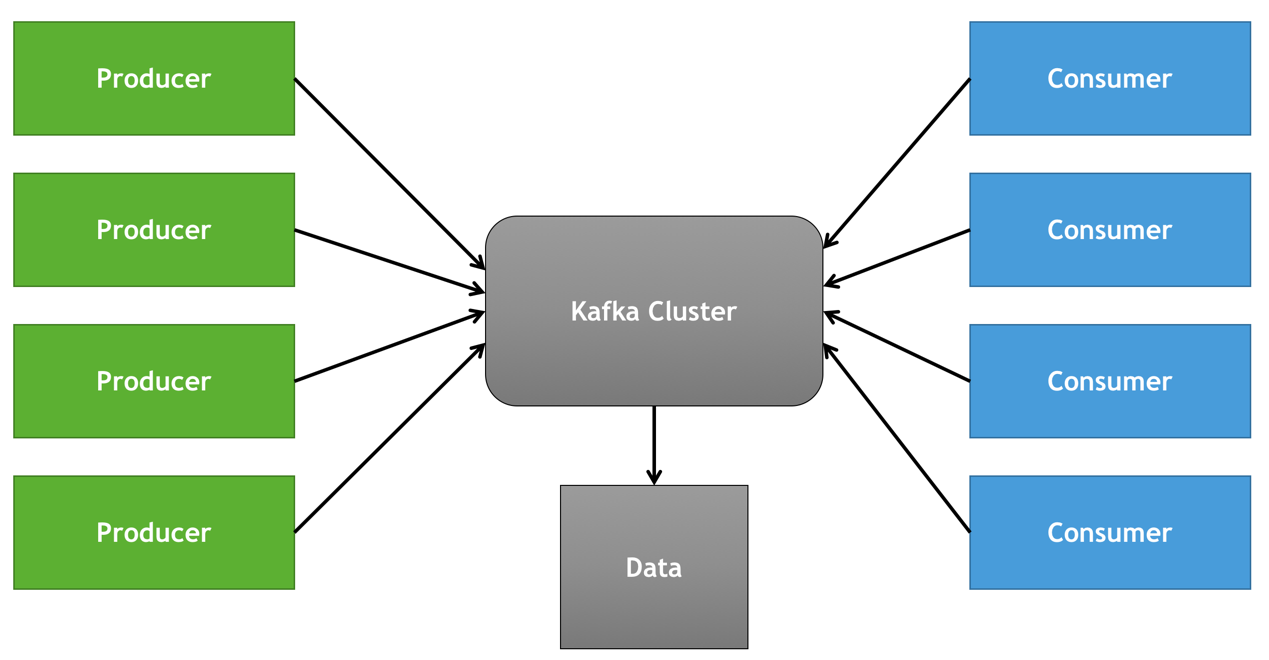 Producer
Producer
Producer
Producer
Kafka Cluster
Data
Consumer
Consumer
Consumer
Consumer